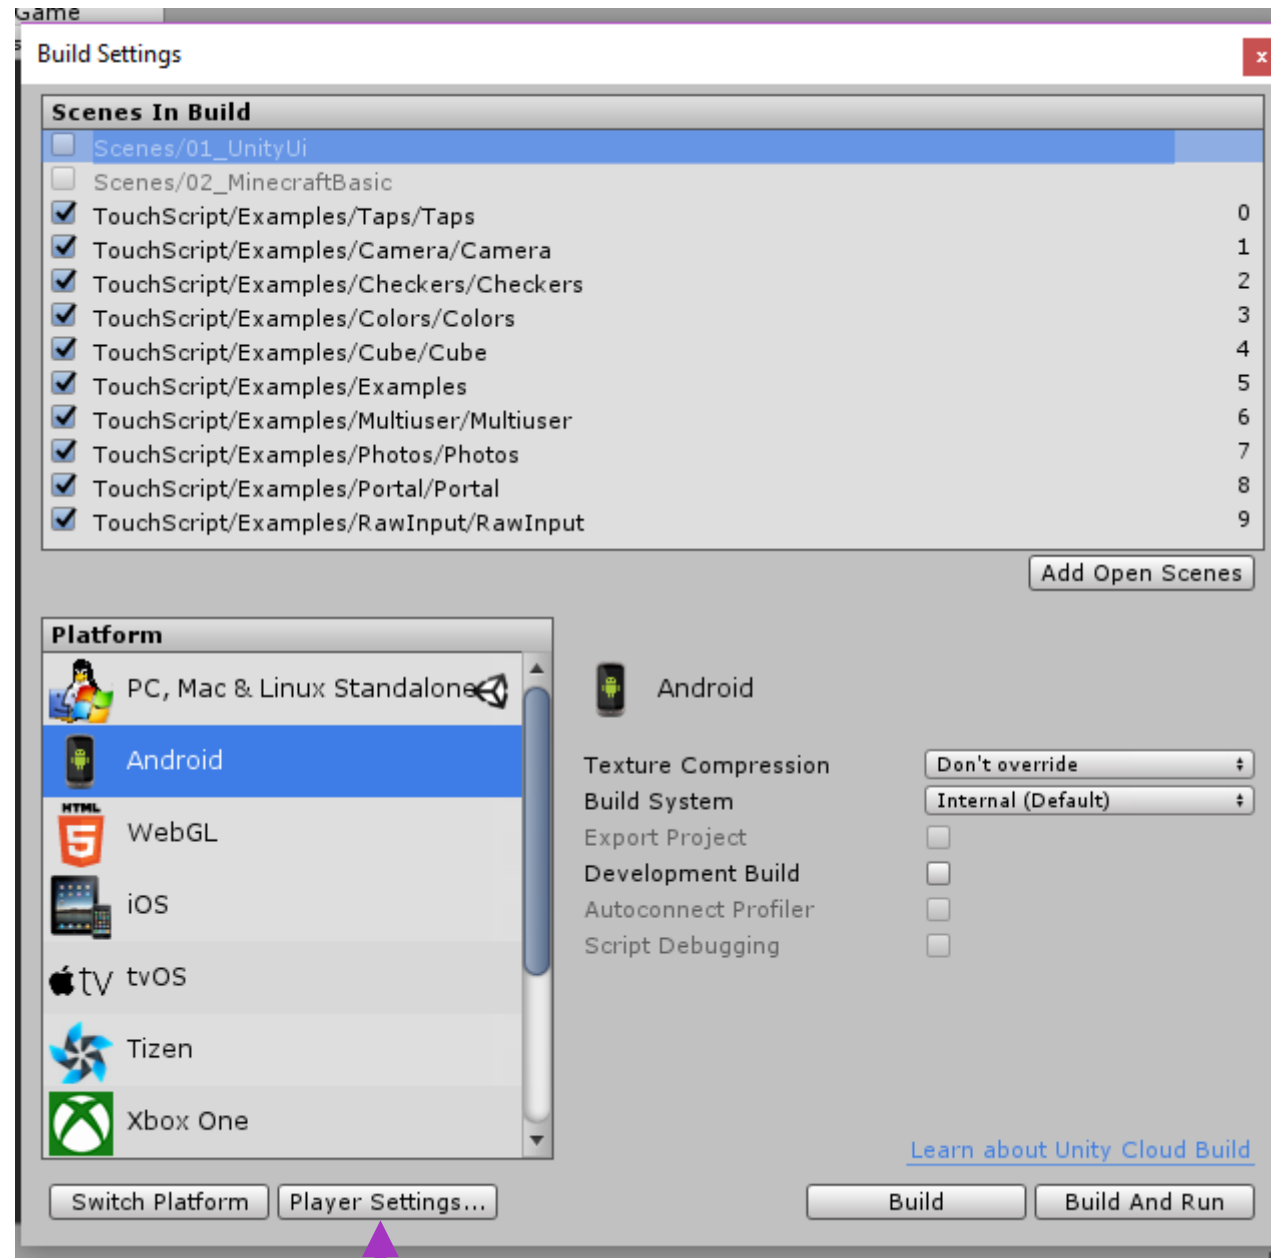 Game
Build Settings
x
Scenes In Build
Scenes/01_UnityUi
Scenes/02_MinecraftBasic
TouchScript/Examples/Taps/Taps 0
TouchScript/Examples/Camera/Camera 1
TouchScript/Examples/Checkers/Checkers 2
TouchScript/Examples/Colors/Colors 3
TouchScript/Examples/Cube/Cube 4
TouchScript/Examples/Examples 5
TouchScript/Examples/Multiuser/Multiuser 6
TouchScript/Examples/Photos/Photos 7
TouchScript/Examples/Portal/Portal 8
TouchScript/Examples/RawInput/RawInput 9
Add Open Scenes
Platform
PC, Mac & Linux Standalone
Android
HTML
5
WebGL
iOS
tv
tvOS
Tizen
Xbox One
Android
Texture Compression Don't override
Build System Internal (Default)
Export Project
Development Build
Autoconnect Profiler
Script Debugging
Learn about Unity Cloud Build
Switch Platform Player Settings... Build Build And Run